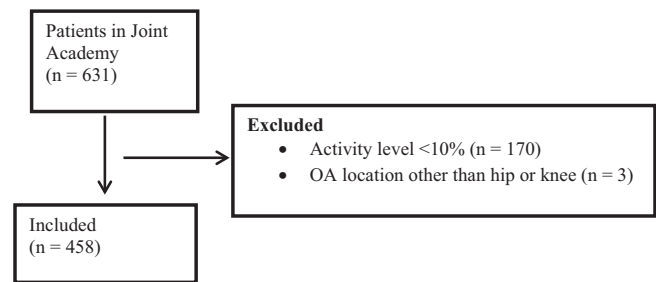 Patients in Joint
Academy
(n = 631)
Excluded
• Activity level <10% (n = 170)
• OA location other than hip or knee (n = 3)
Included
(n = 458)